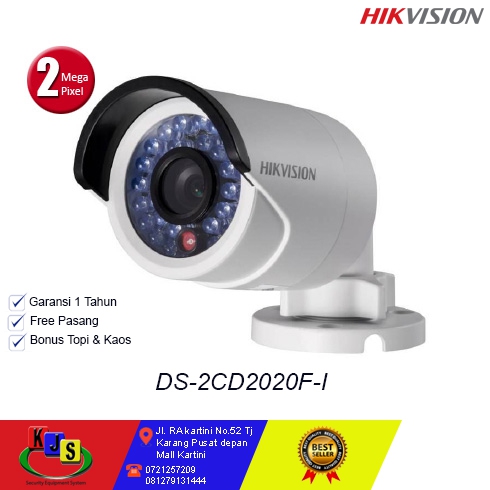 HIKVISION
2 Mega
Pixel
HIKVISION
Garansi 1 Tahun
Free Pasang
Bonus Topi & Kaos
DS-2CD2020F-I
KJS
Security Equipment System
Jl. RA kartini No.52 Tj
Karang Pusat depan
Mall Kartini
0721257209
081279131444
BEST
SELLER